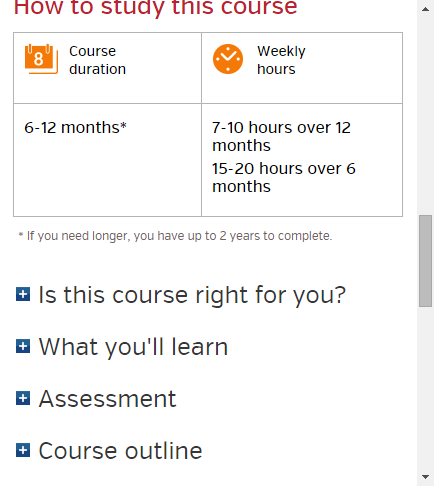 How to study this course
8
Course
duration
Weekly
hours
6-12 months*
7-10 hours over 12
months
15-20 hours over 6
months
* If you need longer, you have up to 2 years to complete.
Is this course right for you?
What you'll learn
Assessment
Course outline